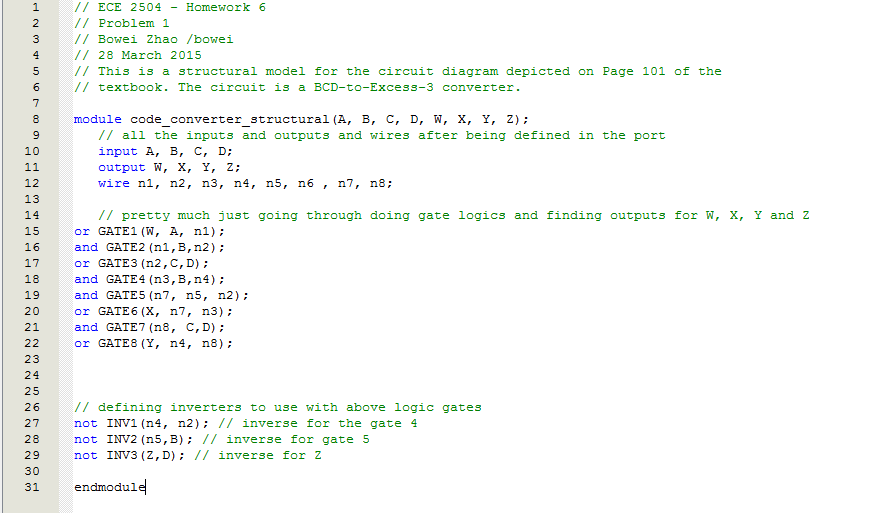 1 // ECE 2504 - Homework 6
2 // Problem 1
3 // Bowei Zhao /bowei
4 // 28 March 2015
5 // This is a structural model for the circuit diagram depicted on Page 101 of the
6 // textbook. The circuit is a BCD-to-Excess-3 converter.
7
8 module code_converter_structural(A, B, C, D, W, X, Y, Z);
9 // all the inputs and outputs and wires after being defined in the port
10 input A, B, C, D;
11 output W, X, Y, Z;
12 wire n1, n2, n3, n4, n5, n6 , n7, n8;
13
14 // pretty much just going through doing gate logics and finding outputs for W, X, Y and Z
15 or GATE1(W, A, n1);
16 and GATE2(n1,B,n2);
17 or GATE3(n2,C,D);
18 and GATE4(n3,B,n4);
19 and GATE5(n7, n5, n2);
20 or GATE6(X, n7, n3);
21 and GATE7(n8, C,D);
22 or GATE8(Y, n4, n8);
23
24
25
26 // defining inverters to use with above logic gates
27 not INV1(n4, n2); // inverse for the gate 4
28 not INV2(n5,B); // inverse for gate 5
29 not INV3(Z,D); // inverse for Z
30
31 endmodule